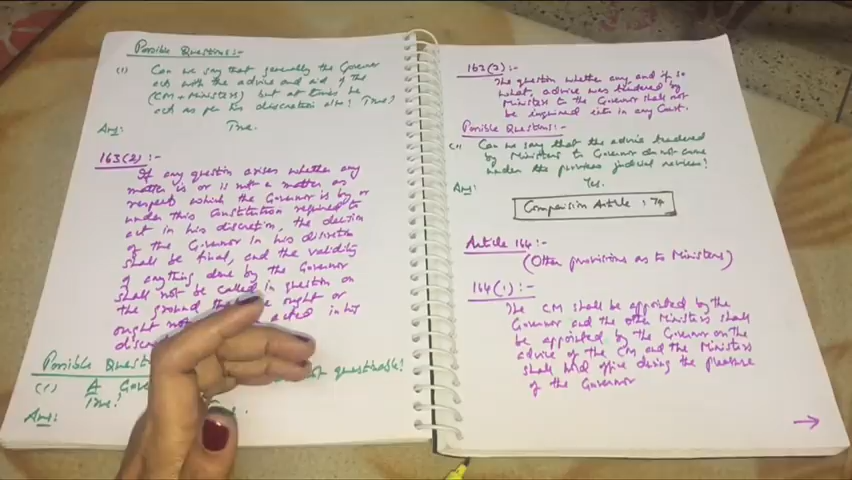 Possible Questions:-
(1) Can we say that generally the Governor
acts with the advice and aid of the
(CM + Ministers) but at times he
act as per his discretion also? True?
Ans: True.
163(2):-
If any question arises whether any
matter is or is not a matter as
respect which the Governor is by or
under this Constitution required to
act in his discretion, the decision
of the Governor in his discretion
shall be final, and the validity
of anything done by the Governor
shall not be called in question on
the ground ought or
ought acted in his
Possible Quest
(1) A Gov not questionable?
True?
Ans:
163(3):-
The question whether any and if so
what, advice was tendered by
Ministers to the Governor shall not
be inquired into in any Court.
Possible Questions:-
(1) Can we say that the advice tendered
by Ministers to Governor do not come
under the purview judicial review?
Ans: Yes.
Comparision Article : 74
Article 164:-
(Other provisions as to Ministers)
164(1):-
The CM shall be appointed by the
Governor and the other Ministers shall
be appointed by the Governor on the
advice of the CM and the Ministers
shall hold office during the pleasure
of the Governor